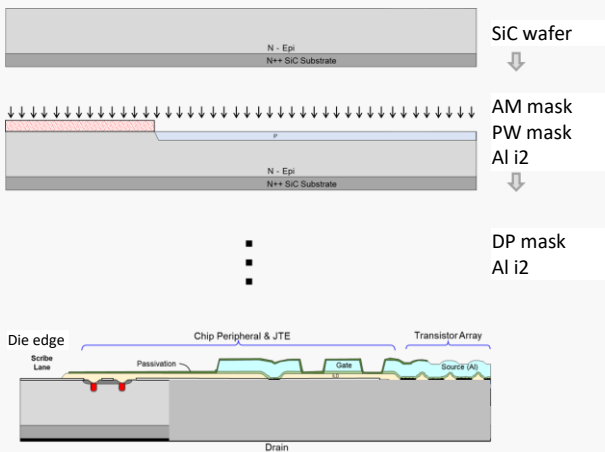 SiC wafer
N - Epi
N++ SiC Substrate
AM mask
PW mask
Al i2
P
N - Epi
N++ SiC Substrate
DP mask
Al i2
Die edge
Chip Peripheral & JTE
Transistor Array
Scribe
Lane
Passivation
Gate
Source (Al)
ILD
Drain